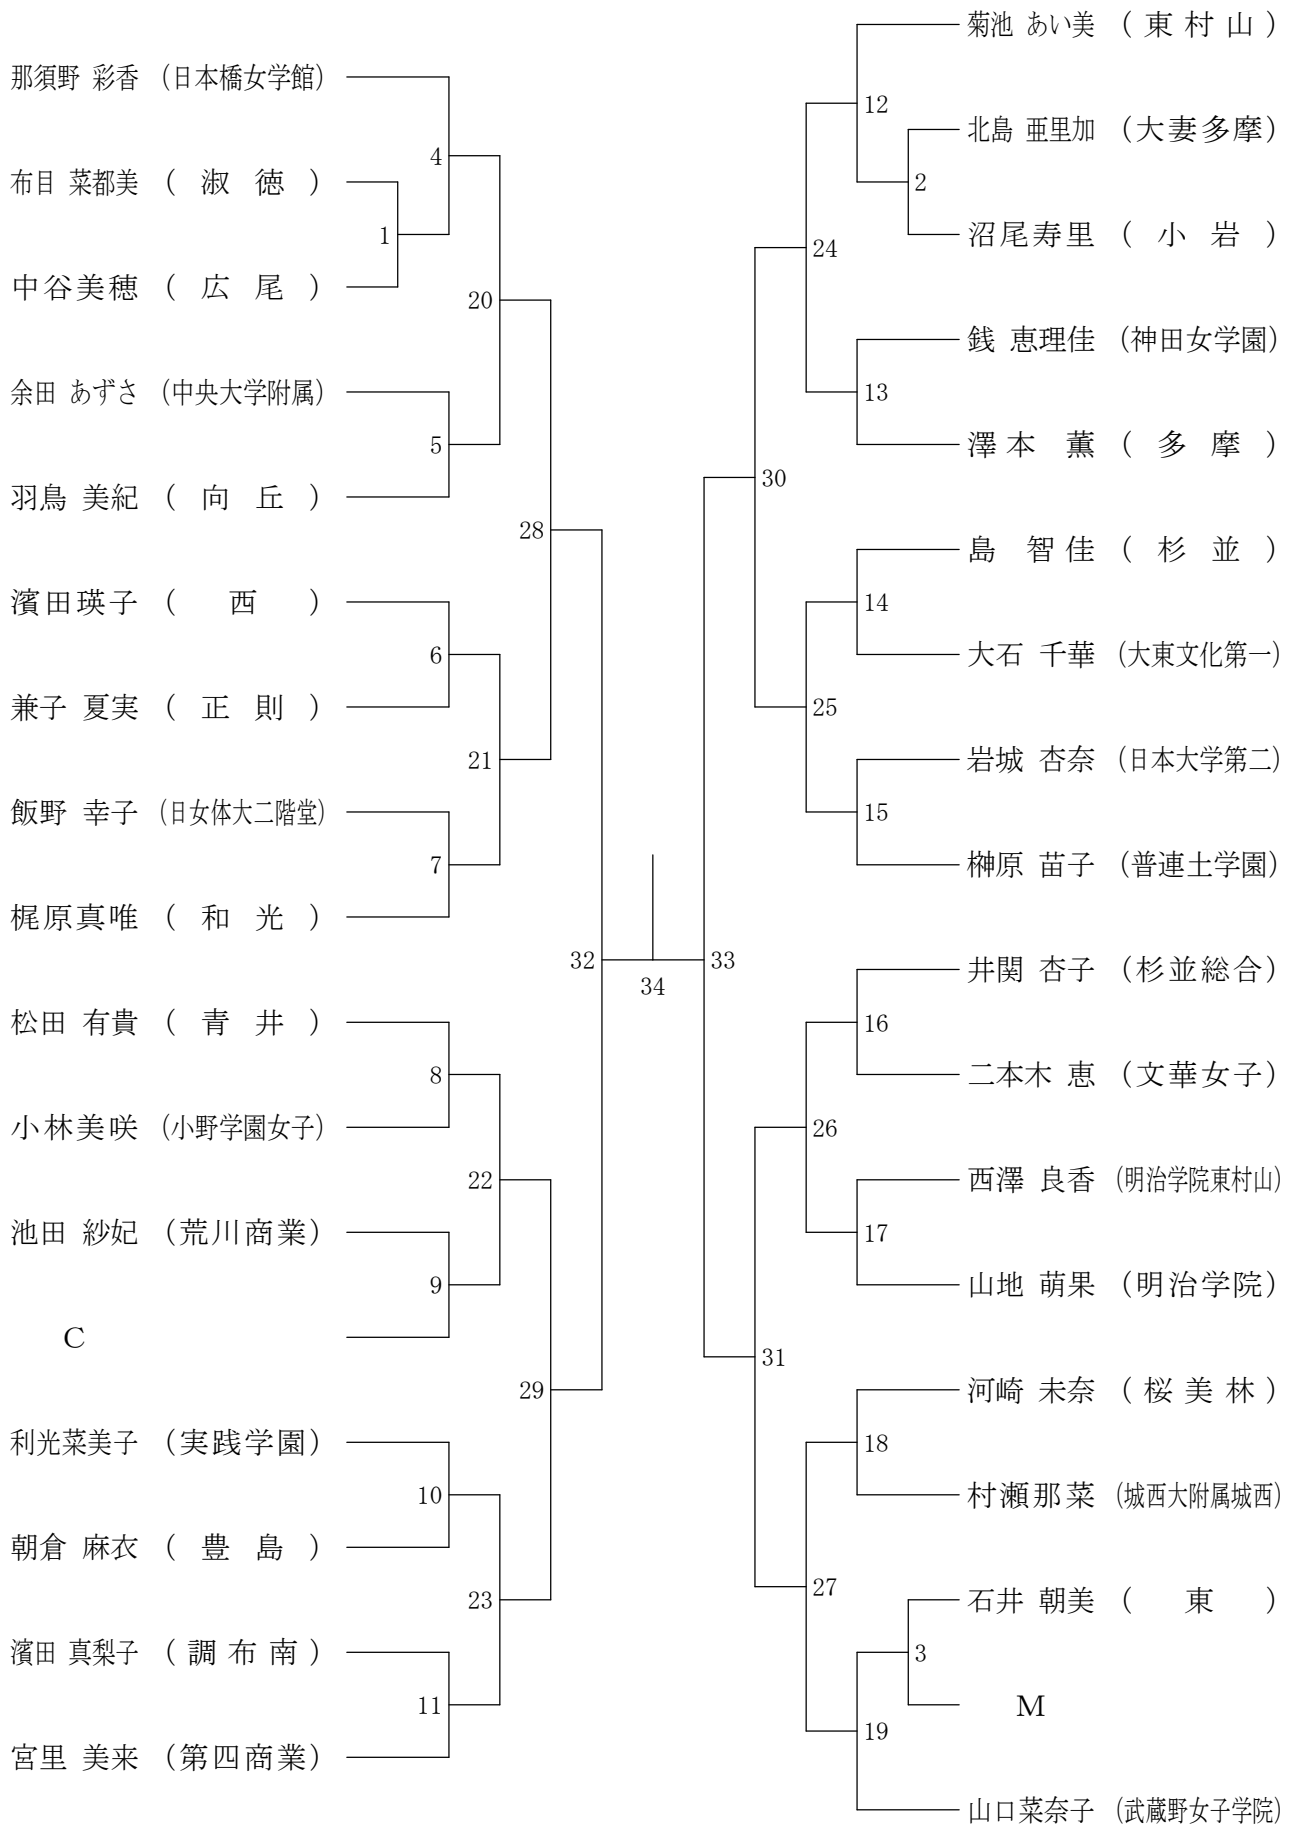 那須野 彩香 (日本橋女学館)
布目 菜都美 ( 淑 徳 )
中谷美穂 ( 広 尾 )
余田 あずさ (中央大学附属)
羽鳥 美紀 ( 向 丘 )
濱田瑛子 ( 西 )
兼子 夏実 ( 正 則 )
飯野 幸子 (日女体大二階堂)
梶原真唯 ( 和 光 )
松田 有貴 ( 青 井 )
小林美咲 (小野学園女子)
池田 紗妃 (荒川商業)
C
利光菜美子 (実践学園)
朝倉 麻衣 ( 豊 島 )
濱田 真梨子 ( 調 布 南 )
宮里 美来 (第四商業)
1
4
5
6
7
8
9
10
11
20
21
22
23
28
29
32
34
33
30
31
24
25
26
27
12
13
14
15
16
17
18
19
2
3
菊池 あい美 ( 東 村 山 )
北島 亜里加 (大妻多摩)
沼尾寿里 ( 小 岩 )
銭 恵理佳 (神田女学園)
澤本 薫 ( 多 摩 )
島 智佳 ( 杉 並 )
大石 千華 (大東文化第一)
岩城 杏奈 (日本大学第二)
榊原 苗子 (普連土学園)
井関 杏子 (杉並総合)
二本木 恵 (文華女子)
西澤 良香 (明治学院東村山)
山地 萌果 (明治学院)
河崎 未奈 ( 桜 美 林 )
村瀬那菜 (城西大附属城西)
石井 朝美 ( 東 )
M
山口菜奈子 (武蔵野女子学院)